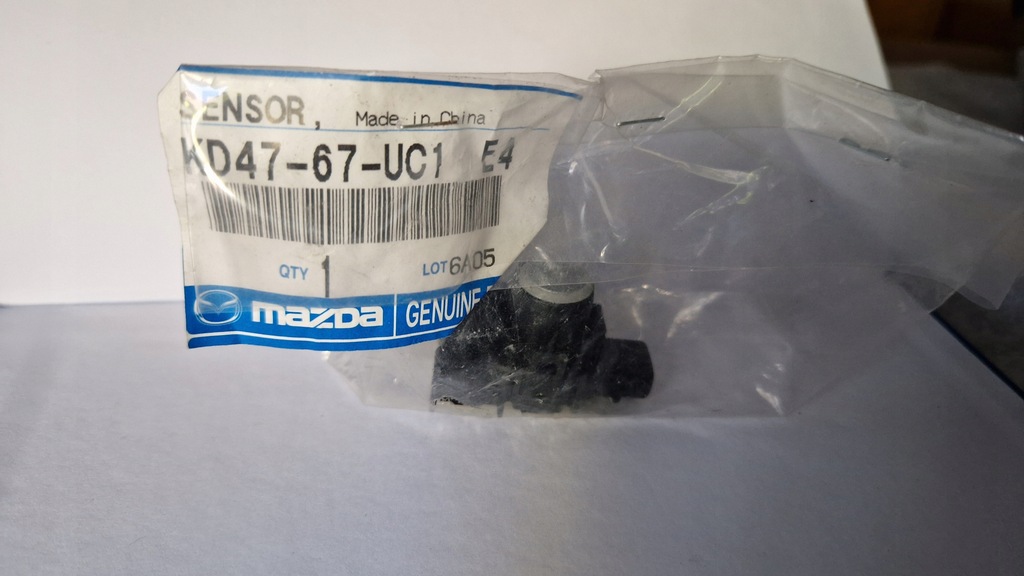 SENSOR, Made in China
KD47-67-UC1 E4
QTY 1 LOT 6A05
mazda GENUINE